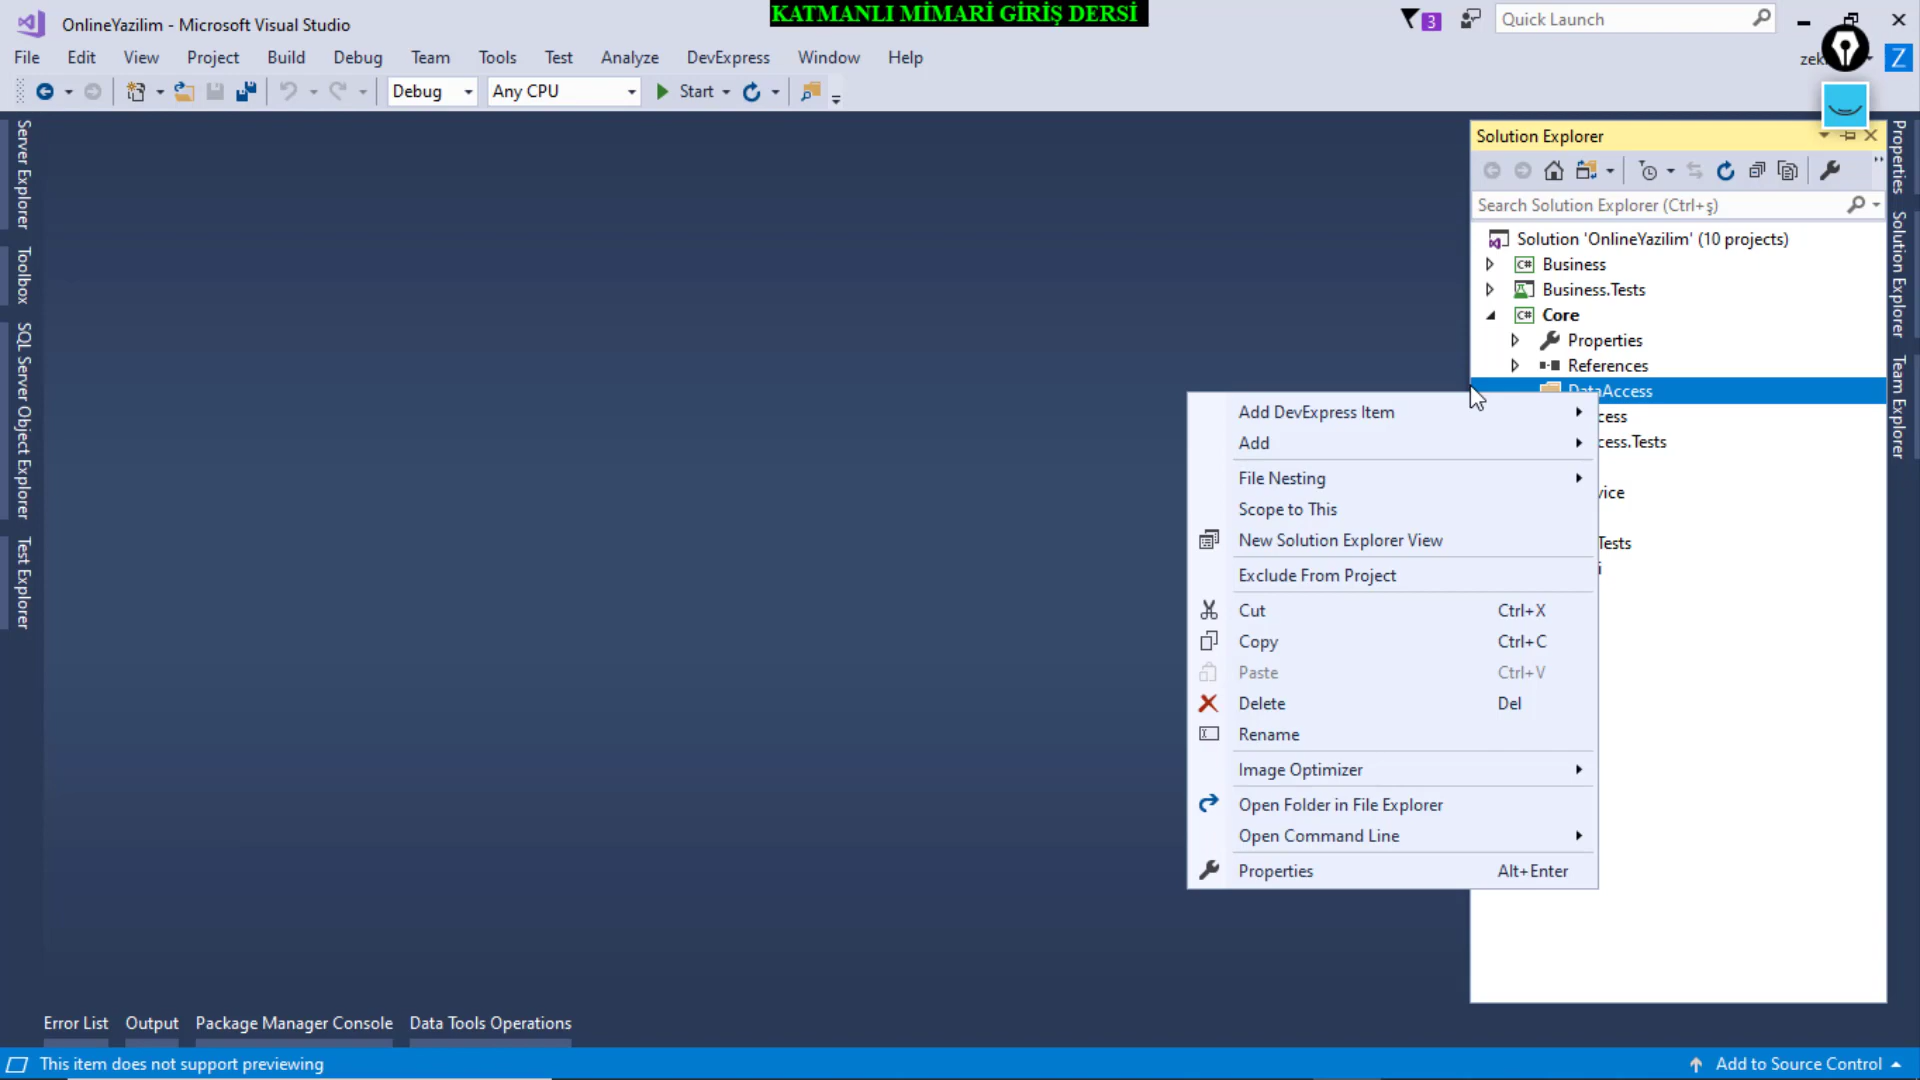 OnlineYazilim - Microsoft Visual Studio
KATMANLI MİMARİ GİRİŞ DERSİ
3
Quick Launch
File Edit View Project Build Debug Team Tools Test Analyze DevExpress Window Help
Z
Debug Any CPU Start
Server Explorer
Toolbox
SQL Server Object Explorer
Test Explorer
Solution Explorer
Search Solution Explorer (Ctrl+ş)
Solution 'OnlineYazilim' (10 projects)
Business
Business.Tests
Core
Properties
References
DataAccess
cess
cess.Tests
vice
Tests
i
Add DevExpress Item
Add
File Nesting
Scope to This
New Solution Explorer View
Exclude From Project
Cut Ctrl+X
Copy Ctrl+C
Paste Ctrl+V
Delete Del
Rename
Image Optimizer
Open Folder in File Explorer
Open Command Line
Properties Alt+Enter
Properties
Solution Explorer
Team Explorer
Error List Output Package Manager Console Data Tools Operations
This item does not support previewing
Add to Source Control